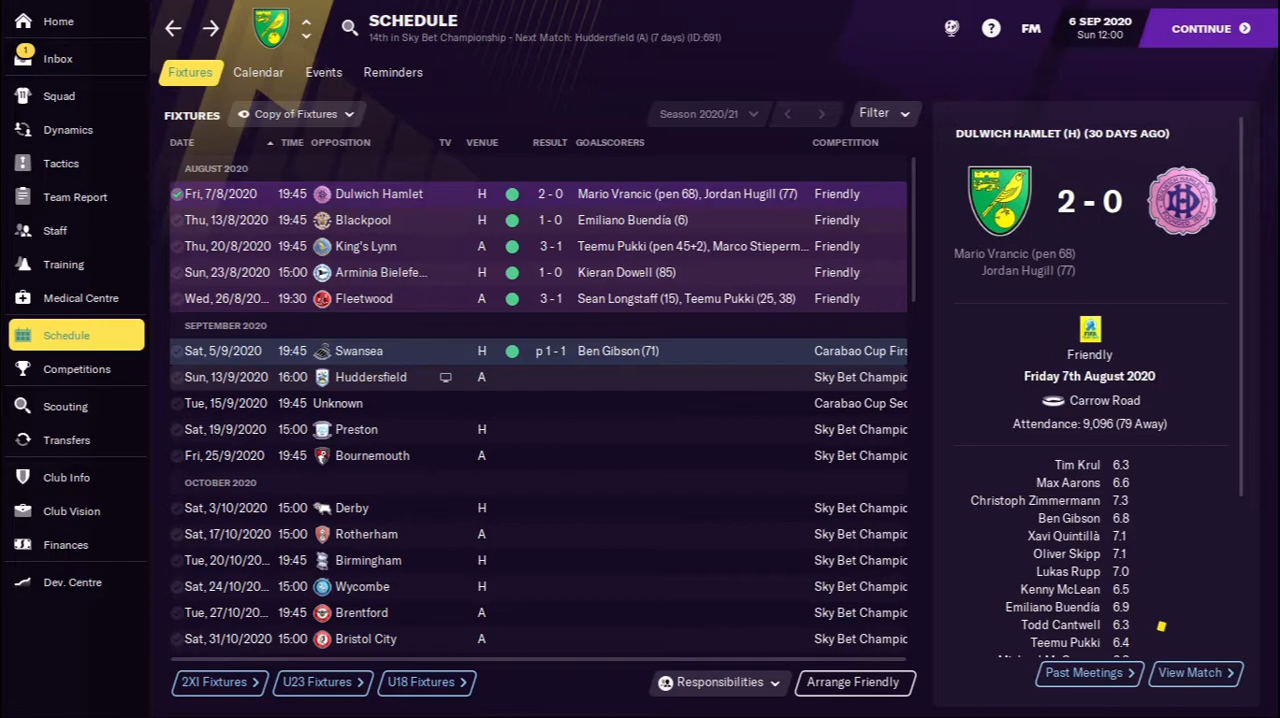 Home
SCHEDULE
14th in Sky Bet Championship - Next Match: Huddersfield (A) (7 days) (ID:691)
FM
6 SEP 2020
Sun 12:00
CONTINUE
1
Inbox
Squad
Dynamics
Tactics
Team Report
Staff
Training
Medical Centre
Schedule
Competitions
Scouting
Transfers
Club Info
Club Vision
Finances
Dev. Centre
Fixtures Calendar Events Reminders
FIXTURES Copy of Fixtures Season 2020/21 Filter
DATE TIME OPPOSITION TV VENUE RESULT GOALSCORERS COMPETITION
AUGUST 2020
Fri, 7/8/2020 19:45 Dulwich Hamlet H 2 - 0 Mario Vrancic (pen 68), Jordan Hugill (77) Friendly
Thu, 13/8/2020 19:45 Blackpool H 1 - 0 Emiliano Buendía (6) Friendly
Thu, 20/8/2020 19:45 King's Lynn A 3 - 1 Teemu Pukki (pen 45+2), Marco Stieperm... Friendly
Sun, 23/8/2020 15:00 Arminia Bielefe... H 1 - 0 Kieran Dowell (85) Friendly
Wed, 26/8/20... 19:30 Fleetwood A 3 - 1 Sean Longstaff (15), Teemu Pukki (25, 38) Friendly
SEPTEMBER 2020
Sat, 5/9/2020 19:45 Swansea H p 1 - 1 Ben Gibson (71) Carabao Cup Firs
Sun, 13/9/2020 16:00 Huddersfield A Sky Bet Champic
Tue, 15/9/2020 19:45 Unknown Carabao Cup Sec
Sat, 19/9/2020 15:00 Preston H Sky Bet Champic
Fri, 25/9/2020 19:45 Bournemouth A Sky Bet Champic
OCTOBER 2020
Sat, 3/10/2020 15:00 Derby H Sky Bet Champic
Sat, 17/10/2020 15:00 Rotherham A Sky Bet Champic
Tue, 20/10/20... 19:45 Birmingham H Sky Bet Champic
Sat, 24/10/20... 15:00 Wycombe H Sky Bet Champic
Tue, 27/10/20... 19:45 Brentford A Sky Bet Champic
Sat, 31/10/2020 15:00 Bristol City A Sky Bet Champic
2XI Fixtures U23 Fixtures U18 Fixtures Responsibilities Arrange Friendly
DULWICH HAMLET (H) (30 DAYS AGO)
2 - 0
Mario Vrancic (pen 68)
Jordan Hugill (77)
Friendly
Friday 7th August 2020
Carrow Road
Attendance: 9,096 (79 Away)
Tim Krul 6.3
Max Aarons 6.6
Christoph Zimmermann 7.3
Ben Gibson 6.8
Xavi Quintillà 7.1
Oliver Skipp 7.1
Lukas Rupp 7.0
Kenny McLean 6.5
Emiliano Buendía 6.9
Todd Cantwell 6.3
Teemu Pukki 6.4
Past Meetings View Match